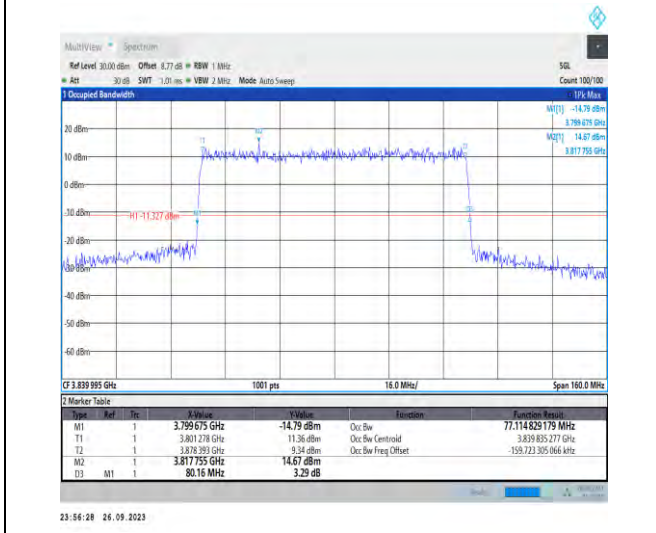 MultiView Spectrum
Ref Level 30.00 dBm Offset 8.77 dB RBW 1 MHz SGL
Att 30 dB SWT 1.01 ms VBW 2 MHz Mode Auto Sweep Count 100/100
1 Occupied Bandwidth 1Pk Max
M1[1] -14.79 dBm
3.799 675 GHz
M2[1] 14.67 dBm
3.817 755 GHz
20 dBm
10 dBm
0 dBm
-10 dBm
H1 -11.327 dBm
-20 dBm
-30 dBm
-40 dBm
-50 dBm
-60 dBm
CF 3.839 995 GHz 1001 pts 16.0 MHz/ Span 160.0 MHz
2 Marker Table
Type Ref Trc X-Value Y-Value Function Function Result
M1 1 3.799 675 GHz -14.79 dBm Occ Bw 77.114 829 179 MHz
T1 1 3.801 278 GHz 11.36 dBm Occ Bw Centroid 3.839 835 277 GHz
T2 1 3.878 393 GHz 9.34 dBm Occ Bw Freq Offset -159.723 305 066 kHz
M2 1 3.817 755 GHz 14.67 dBm
D3 M1 1 80.16 MHz 3.29 dB
23:56:28 26.09.2023